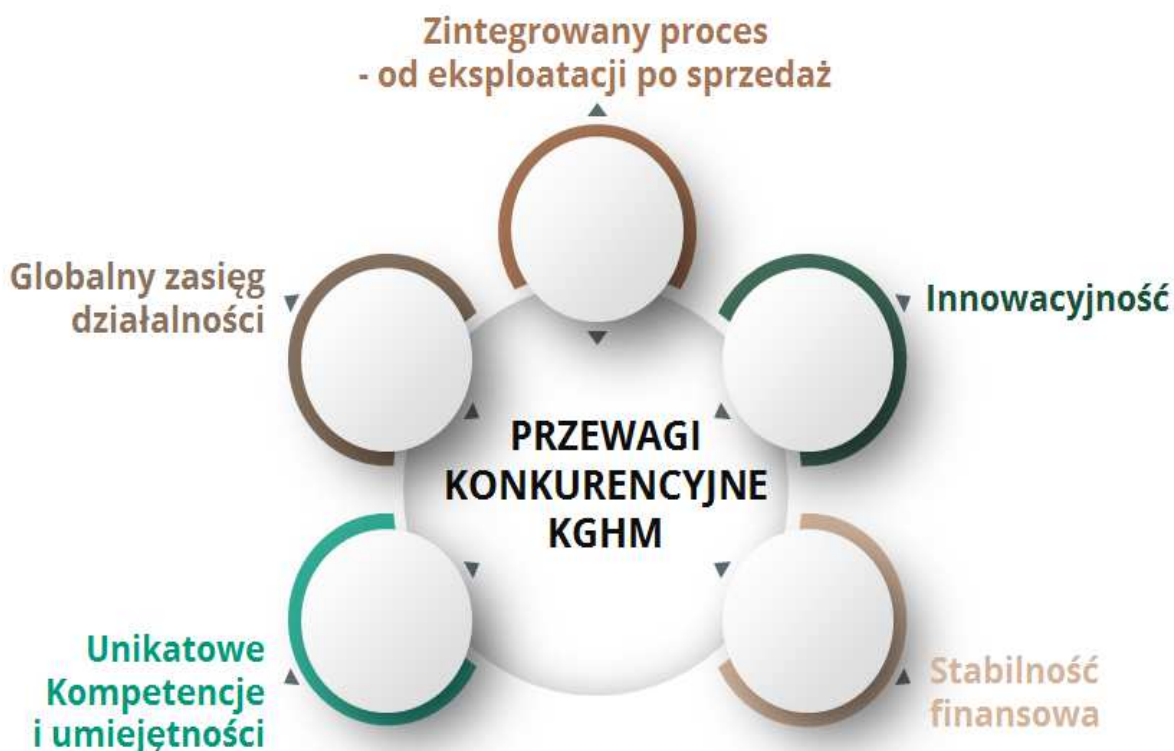 Zintegrowany proces
- od eksploatacji po sprzedaż
Globalny zasięg
działalności
Innowacyjność
PRZEWAGI
KONKURENCYJNE
KGHM
Unikatowe
Kompetencje
i umiejętności
Stabilność
finansowa